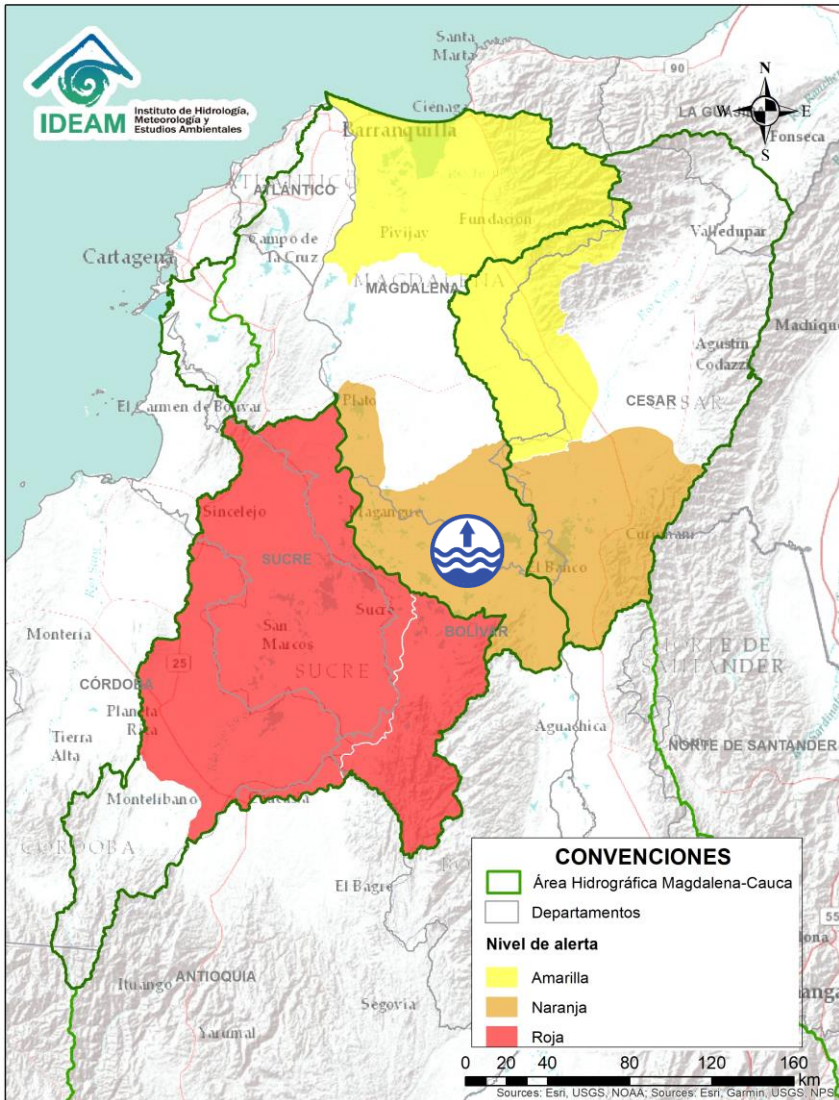 IDEAM
Instituto de Hidrología,
Meteorología y
Estudios Ambientales
Santa
Marta
90
N
W
E
S
Ciénaga
Barranquilla
Fonseca
ATLÁNTICO
Fundación
Campo de
la Cruz
Pivijay
Valledupar
Cartagena
MAGDALENA
MAGDALENA
Agustín
Codazzi
CESAR
CESAR
El Carmen de Bolívar
Plato
Sincelejo
Magangué
SUCRE
El Banco
Sucre
San
Marcos
BOLÍVAR
Montería
25
SUCRE
NORTE DE
SANTANDER
CÓRDOBA
Planeta
Rica
Tierra
Alta
Aguachica
NORTE DE SANTANDER
Montelíbano
CÓRDOBA
El Bagre
Ituango
ANTIOQUIA
Segovia
Yarumal
CONVENCIONES
Área Hidrográfica Magdalena-Cauca
Departamentos
Nivel de alerta
Amarilla
Naranja
Roja
55
0 20 40 80 120 160
km
Sources: Esri, USGS, NOAA; Sources: Esri, Garmin, USGS, NPS